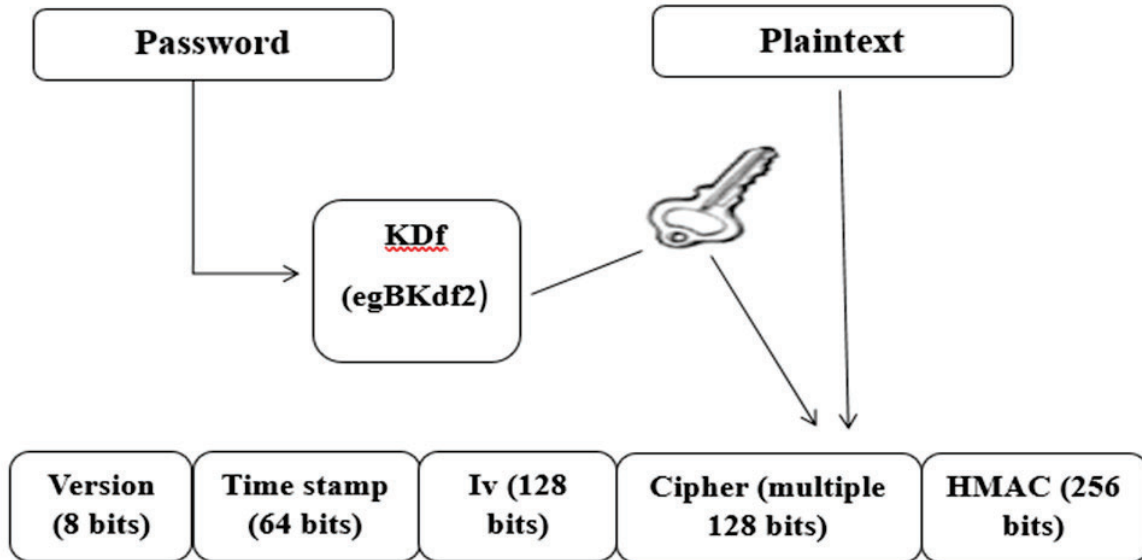 Password
Plaintext
KDf
(egBKdf2)
Version
(8 bits)
Time stamp
(64 bits)
Iv (128
bits)
Cipher (multiple
128 bits)
HMAC (256
bits)